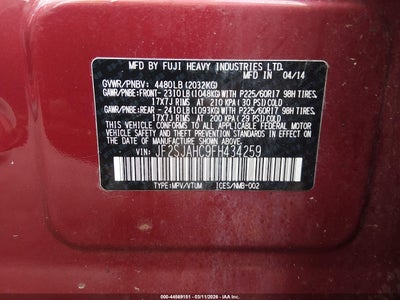 MFD BY FUJI HEAVY INDUSTRIES LTD.
MFD IN 04/14
GVWR/PNBV: 4480LB(2032KG)
GAWR/PNBE:FRONT-2310LB(1048KG)WITH P225/60R17 98H TIRES,
17X7J RIMS AT 210 KPA(30 PSI)COLD
GAWR/PNBE:REAR -2410LB(1093KG)WITH P225/60R17 98H TIRES,
17X7J RIMS AT 200 KPA(29 PSI)COLD
THIS VEHICLE CONFORMS TO ALL APPLICABLE
FEDERAL MOTOR VEHICLE SAFETY, BUMPER,
AND THEFT PREVENTION STANDARDS IN EFFECT
ON THE DATE OF MANUFACTURE SHOWN ABOVE.
VIN: JF2SJAHC9FH434259
TYPE:MPV/VTUM ICES/NMB-002
000-44569151 - 03/11/2026 - IAA Inc.